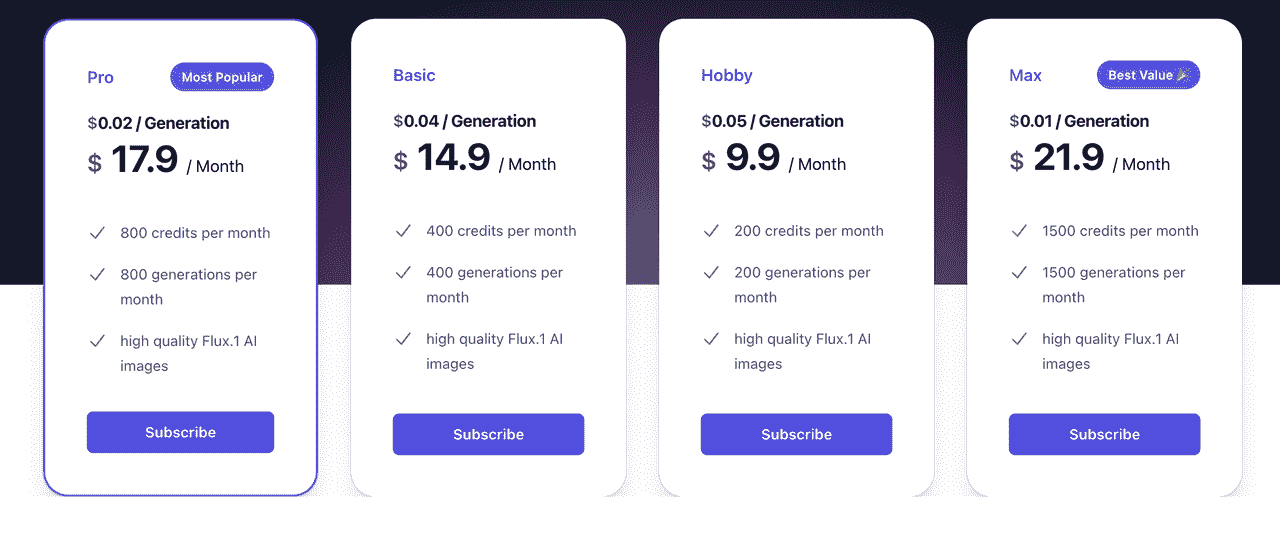 Pro
Most Popular
$0.02 / Generation
$ 17.9 / Month
800 credits per month
800 generations per
month
high quality Flux.1 AI
images
Subscribe
Basic
$0.04 / Generation
$ 14.9 / Month
400 credits per month
400 generations per
month
high quality Flux.1 AI
images
Subscribe
Hobby
$0.05 / Generation
$ 9.9 / Month
200 credits per month
200 generations per
month
high quality Flux.1 AI
images
Subscribe
Max
Best Value 🎉
$0.01 / Generation
$ 21.9 / Month
1500 credits per month
1500 generations per
month
high quality Flux.1 AI
images
Subscribe